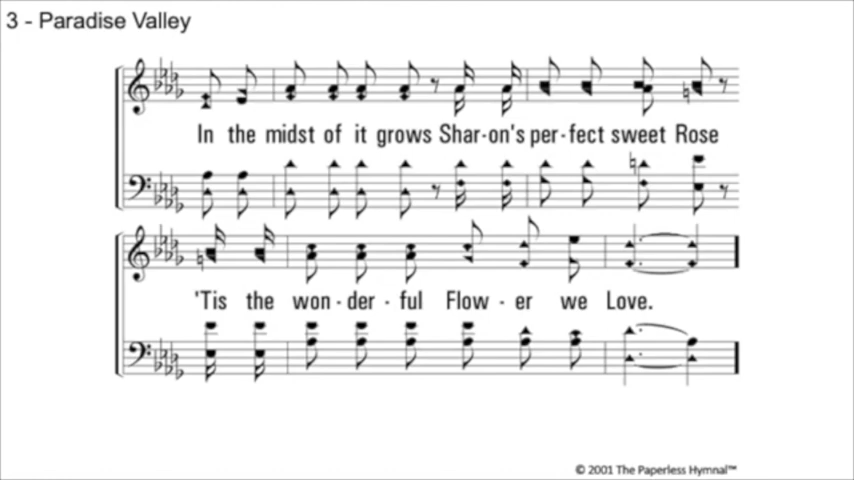 3 - Paradise Valley
In the midst of it grows Shar-on's per-fect sweet Rose
'Tis the won-der-ful Flow-er we Love.
© 2001 The Paperless Hymnal™